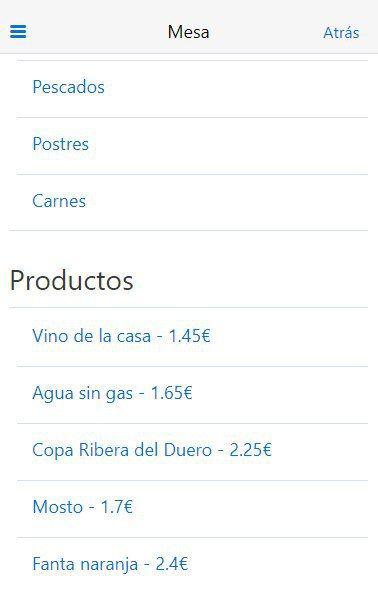 Mesa
Atrás
Pescados
Postres
Carnes
Productos
Vino de la casa - 1.45€
Agua sin gas - 1.65€
Copa Ribera del Duero - 2.25€
Mosto - 1.7€
Fanta naranja - 2.4€